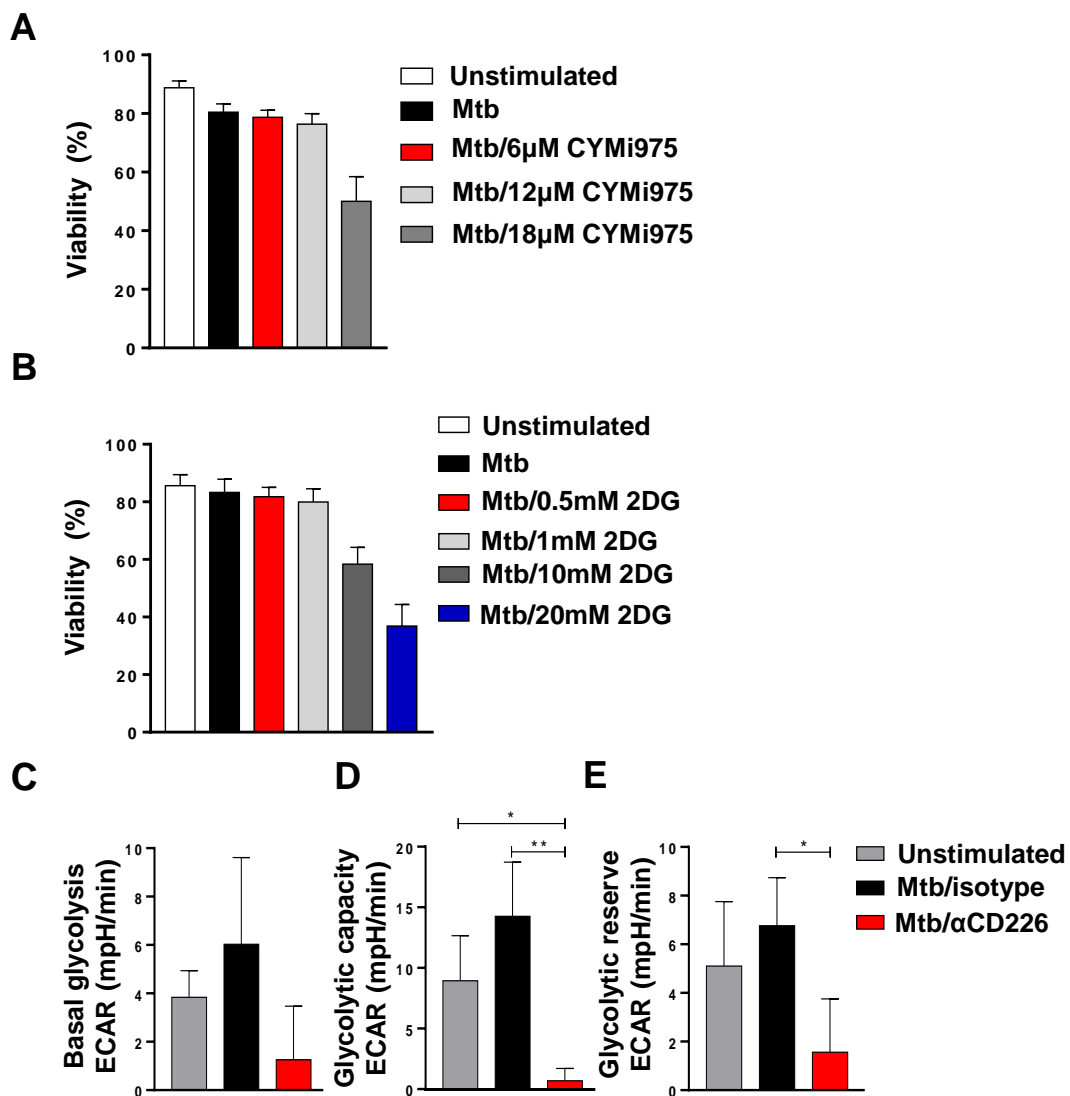 A
100
80
60
40
20
0
Viability (%)
Unstimulated
Mtb
Mtb/6µM CYMi975
Mtb/12µM CYMi975
Mtb/18µM CYMi975
B
100
80
60
40
20
0
Viability (%)
Unstimulated
Mtb
Mtb/0.5mM 2DG
Mtb/1mM 2DG
Mtb/10mM 2DG
Mtb/20mM 2DG
C
10
8
6
4
2
0
Basal glycolysis
ECAR (mpH/min)
D
20
15
10
5
0
Glycolytic capacity
ECAR (mpH/min)
*
**
E
10
8
6
4
2
0
Glycolytic reserve
ECAR (mpH/min)
*
Unstimulated
Mtb/isotype
Mtb/αCD226